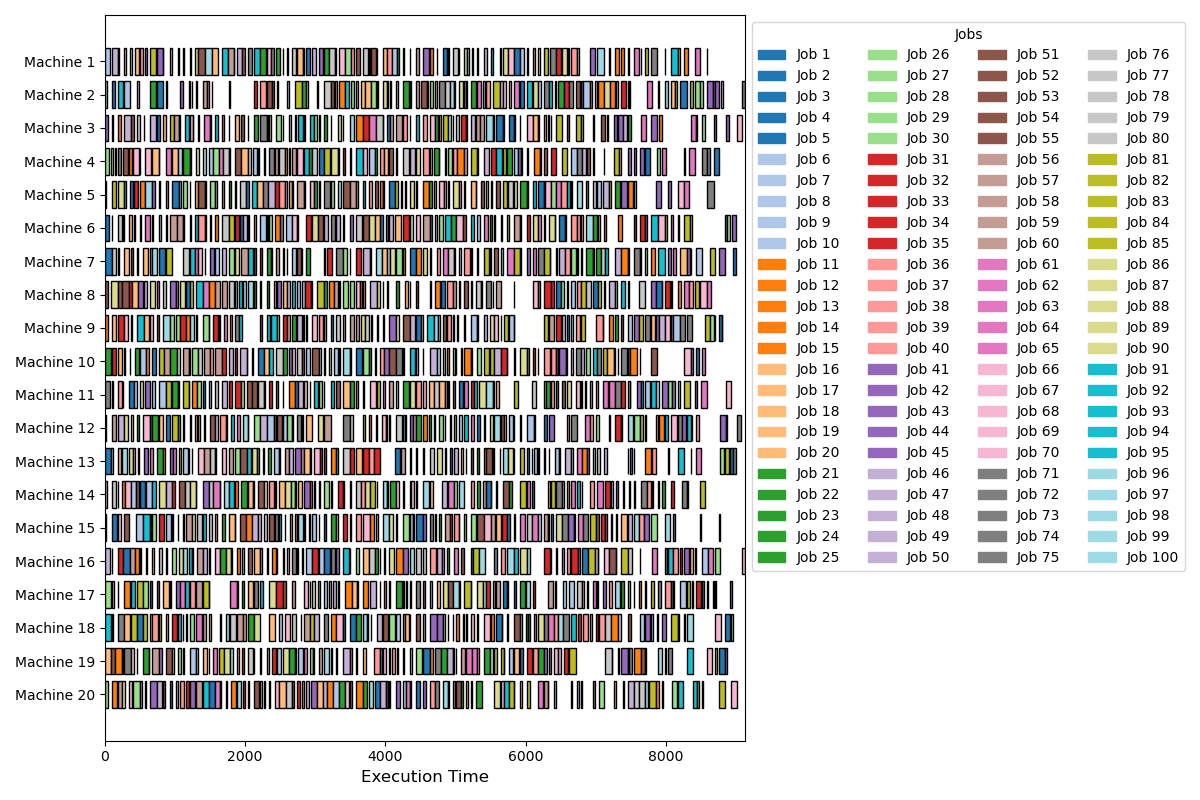 Machine 1
Machine 2
Machine 3
Machine 4
Machine 5
Machine 6
Machine 7
Machine 8
Machine 9
Machine 10
Machine 11
Machine 12
Machine 13
Machine 14
Machine 15
Machine 16
Machine 17
Machine 18
Machine 19
Machine 20
0 2000 4000 6000 8000
Execution Time
Jobs
Job 1 Job 26 Job 51 Job 76
Job 2 Job 27 Job 52 Job 77
Job 3 Job 28 Job 53 Job 78
Job 4 Job 29 Job 54 Job 79
Job 5 Job 30 Job 55 Job 80
Job 6 Job 31 Job 56 Job 81
Job 7 Job 32 Job 57 Job 82
Job 8 Job 33 Job 58 Job 83
Job 9 Job 34 Job 59 Job 84
Job 10 Job 35 Job 60 Job 85
Job 11 Job 36 Job 61 Job 86
Job 12 Job 37 Job 62 Job 87
Job 13 Job 38 Job 63 Job 88
Job 14 Job 39 Job 64 Job 89
Job 15 Job 40 Job 65 Job 90
Job 16 Job 41 Job 66 Job 91
Job 17 Job 42 Job 67 Job 92
Job 18 Job 43 Job 68 Job 93
Job 19 Job 44 Job 69 Job 94
Job 20 Job 45 Job 70 Job 95
Job 21 Job 46 Job 71 Job 96
Job 22 Job 47 Job 72 Job 97
Job 23 Job 48 Job 73 Job 98
Job 24 Job 49 Job 74 Job 99
Job 25 Job 50 Job 75 Job 100